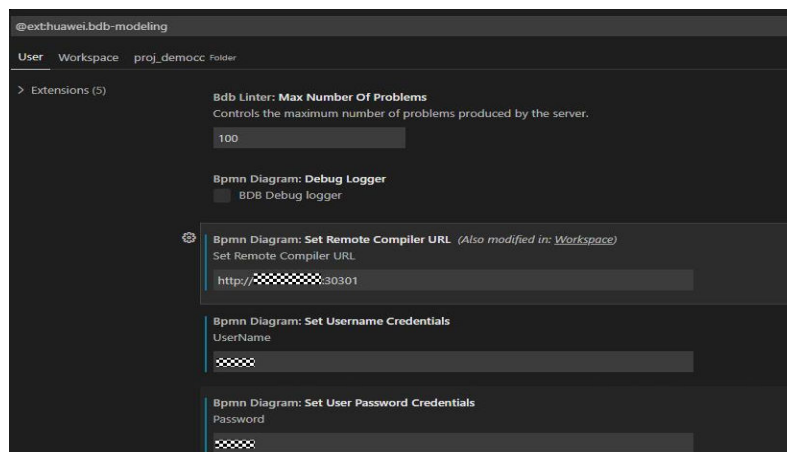 @ext:huawei.bdb-modeling
User Workspace proj_democc Folder
> Extensions (5)
Bdb Linter: Max Number Of Problems
Controls the maximum number of problems produced by the server.
100
Bpmn Diagram: Debug Logger
BDB Debug logger
Bpmn Diagram: Set Remote Compiler URL (Also modified in: Workspace)
Set Remote Compiler URL
http:// :30301
Bpmn Diagram: Set Username Credentials
UserName
Bpmn Diagram: Set User Password Credentials
Password